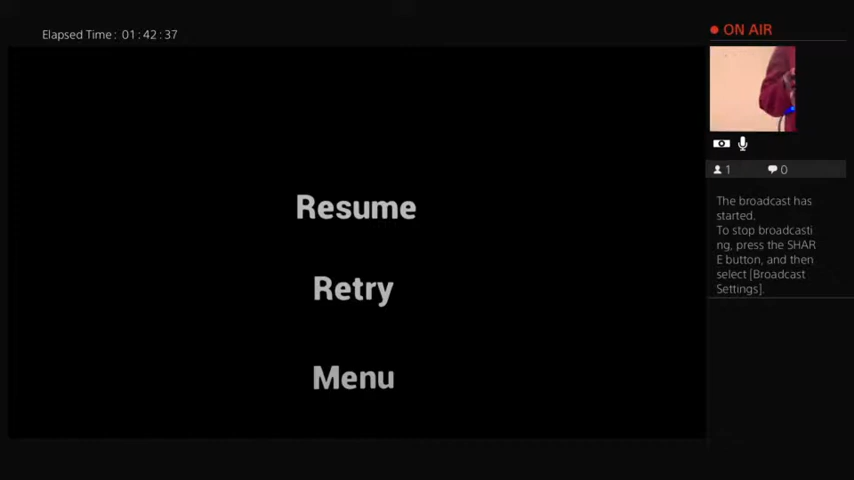 Elapsed Time: 01:42:37
ON AIR
1 0
Resume
Retry
Menu
The broadcast has
started.
To stop broadcasti
ng, press the SHAR
E button, and then
select [Broadcast
Settings].